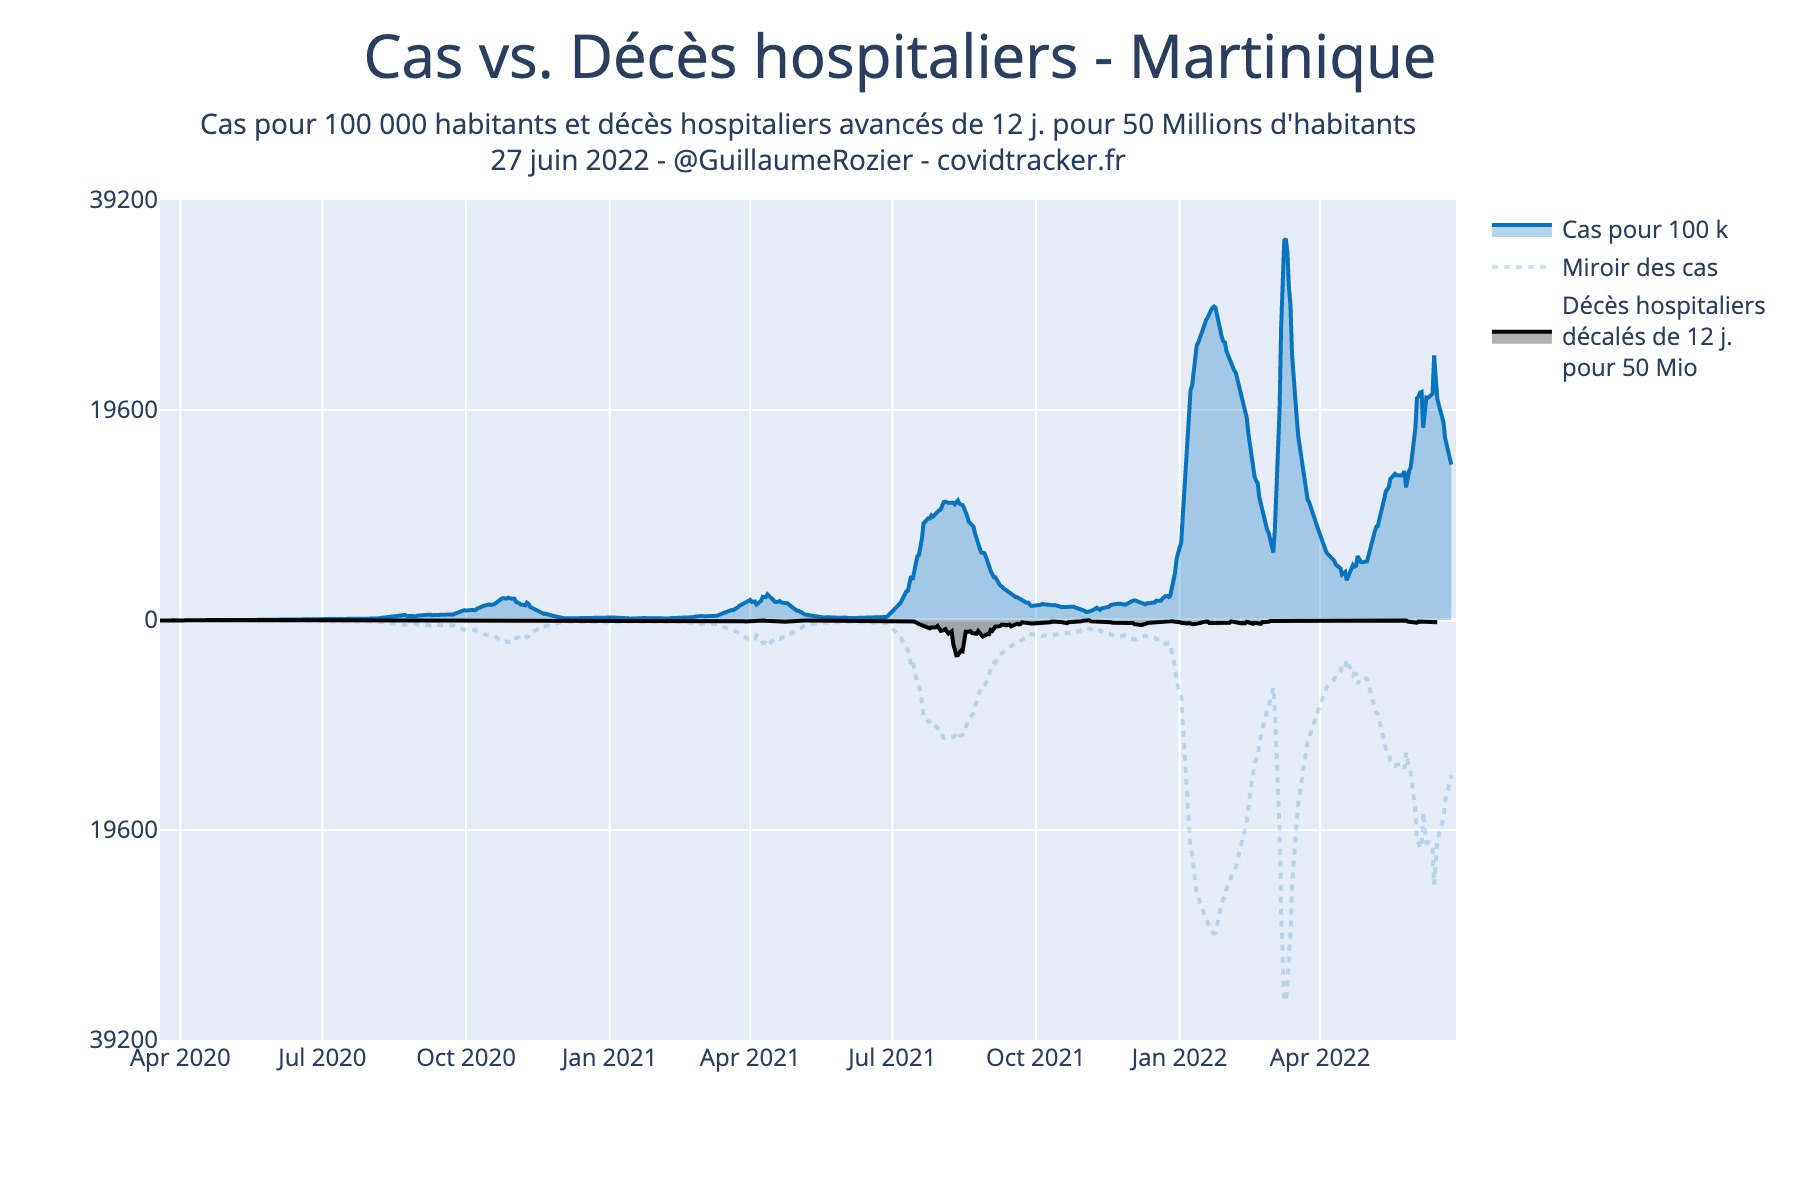 Cas vs. Décès hospitaliers - Martinique
Cas pour 100 000 habitants et décès hospitaliers avancés de 12 j. pour 50 Millions d'habitants
27 juin 2022 - @GuillaumeRozier - covidtracker.fr
39200
19600
0
19600
39200
Apr 2020
Jul 2020
Oct 2020
Jan 2021
Apr 2021
Jul 2021
Oct 2021
Jan 2022
Apr 2022
Cas pour 100 k
Miroir des cas
Décès hospitaliers
décalés de 12 j.
pour 50 Mio